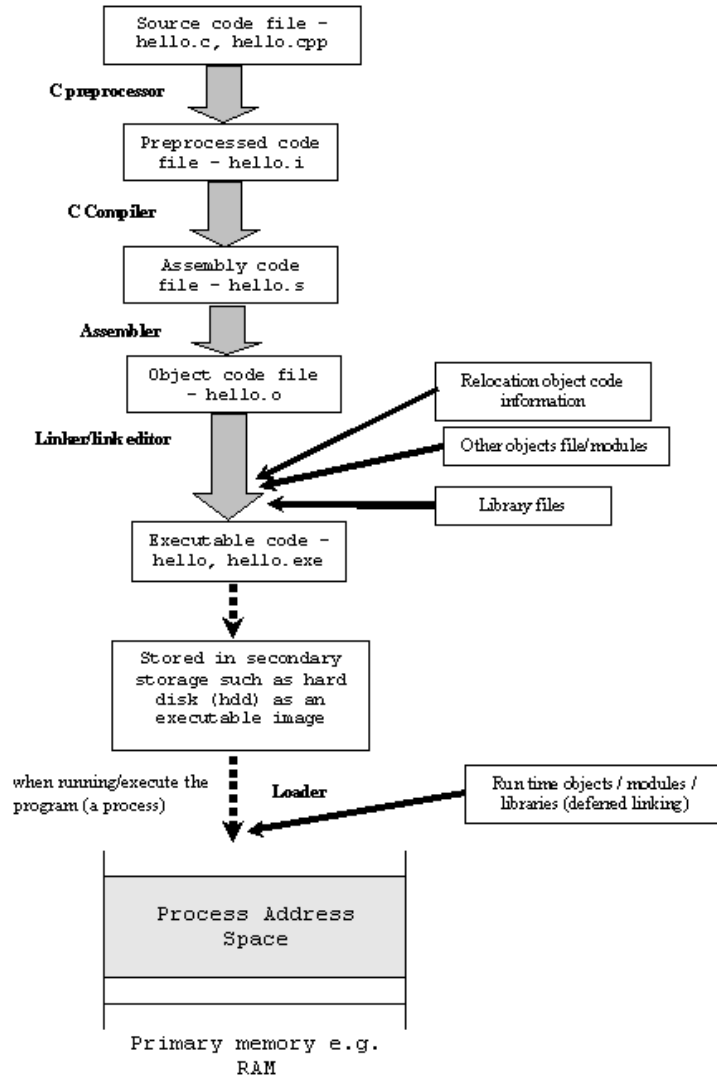 Source code file –
hello.c, hello.cpp
C preprocessor
Preprocessed code
file – hello.i
C Compiler
Assembly code
file – hello.s
Assembler
Object code file
– hello.o
Relocation object code
information
Linker/link editor
Other objects file/modules
Library files
Executable code –
hello, hello.exe
Stored in secondary
storage such as hard
disk (hdd) as an
executable image
when running/execute the
program (a process)
Loader
Run time objects / modules /
libraries (deferred linking)
Process Address
Space
Primary memory e.g.
RAM